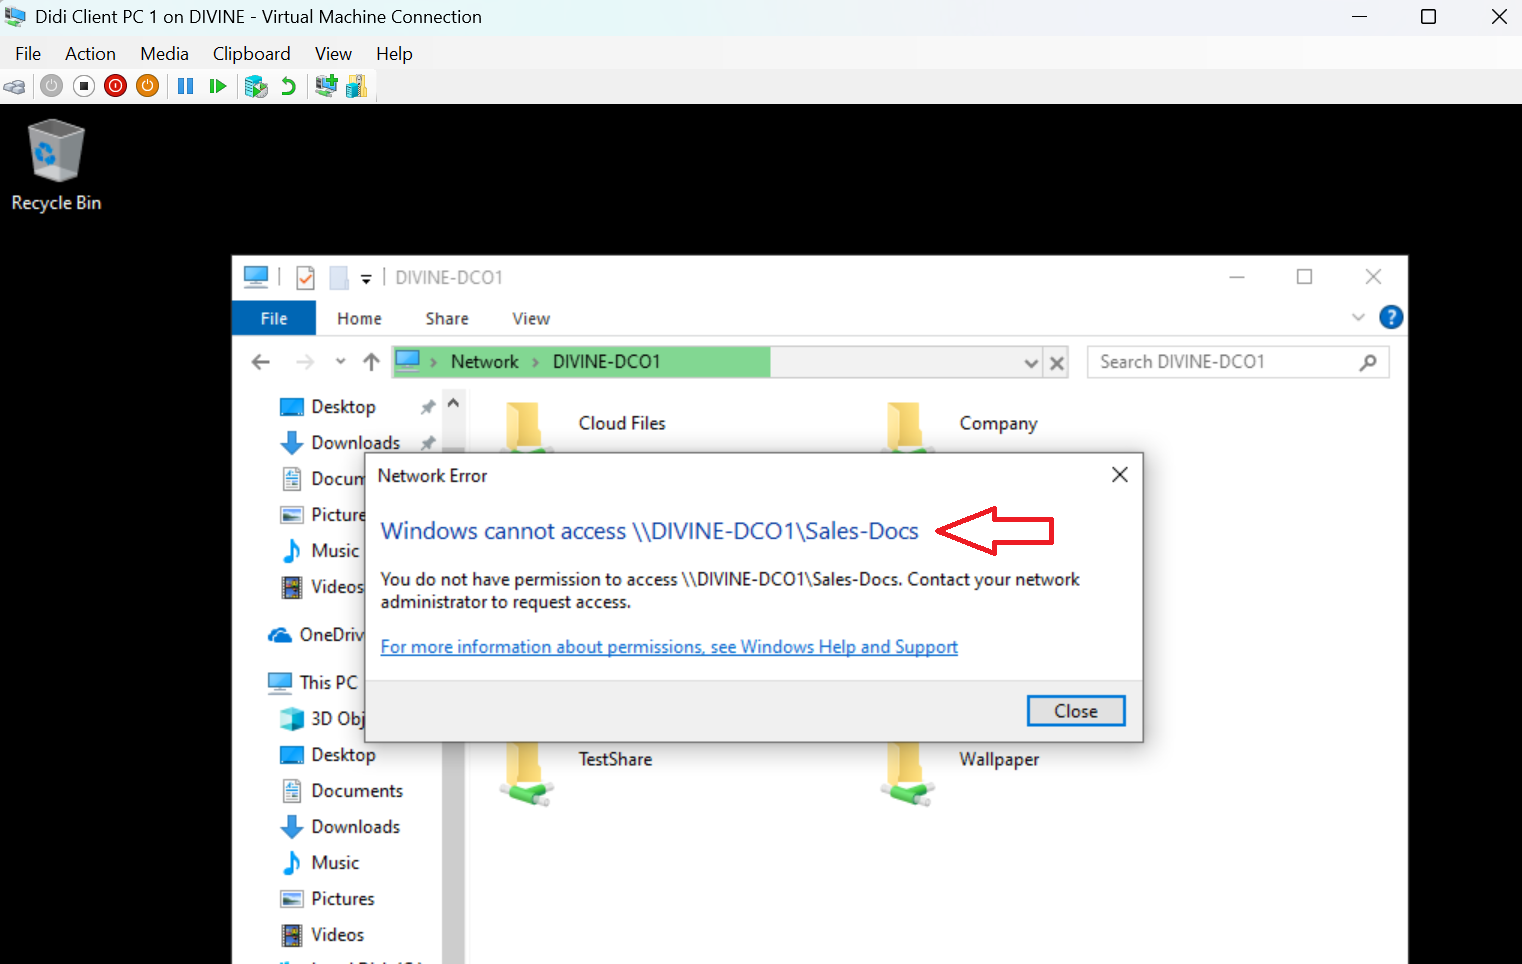 Didi Client PC 1 on DIVINE - Virtual Machine Connection
File Action Media Clipboard View Help
Recycle Bin
DIVINE-DCO1
File Home Share View
Network DIVINE-DCO1
Search DIVINE-DCO1
Desktop
Downloads
Docum
Picture
Music
Videos
OneDriv
This PC
3D Obj
Desktop
Documents
Downloads
Music
Pictures
Videos
Cloud Files
Company
Network Error
Windows cannot access \\DIVINE-DCO1\Sales-Docs
You do not have permission to access \\DIVINE-DCO1\Sales-Docs. Contact your network
administrator to request access.
For more information about permissions, see Windows Help and Support
Close
TestShare
Wallpaper